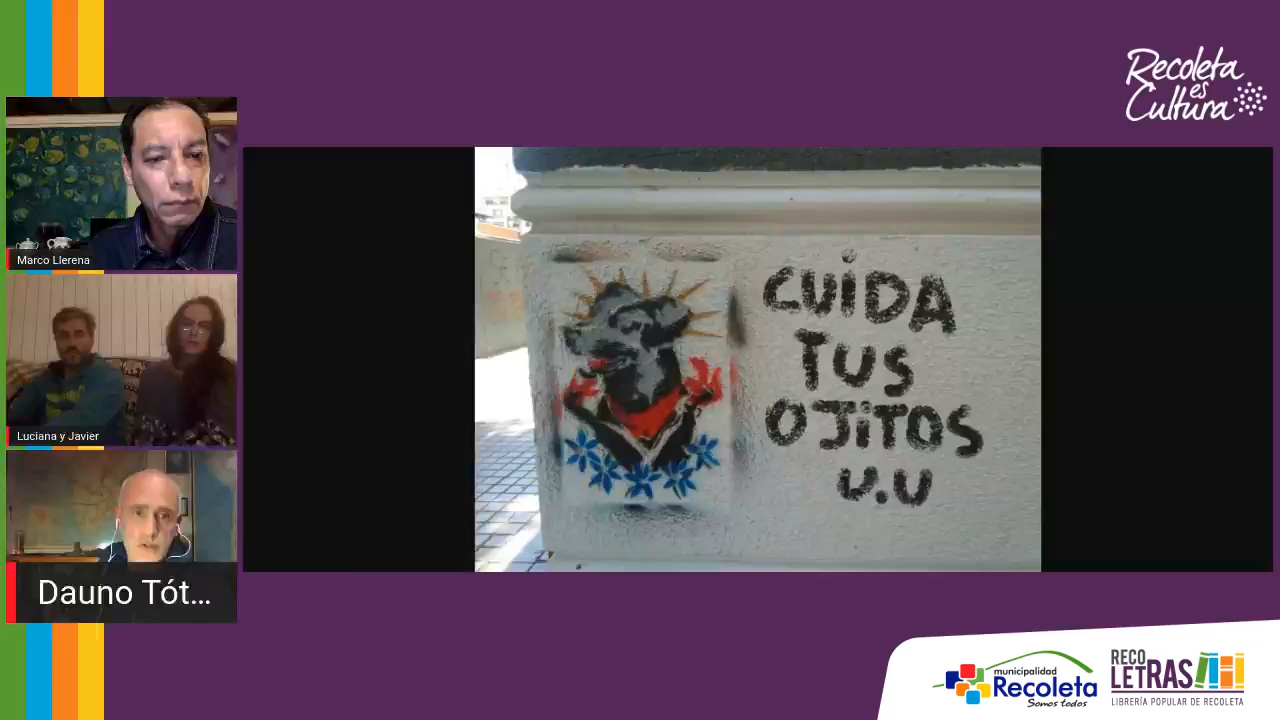 Recoleta
es
Cultura
Marco Llerena
Luciana y Javier
Dauno Tót...
CUIDA
TUS
OJITOS
U.U
municipalidad
Recoleta
Somos todos
RECO
LETRAS
LIBRERÍA POPULAR DE RECOLETA